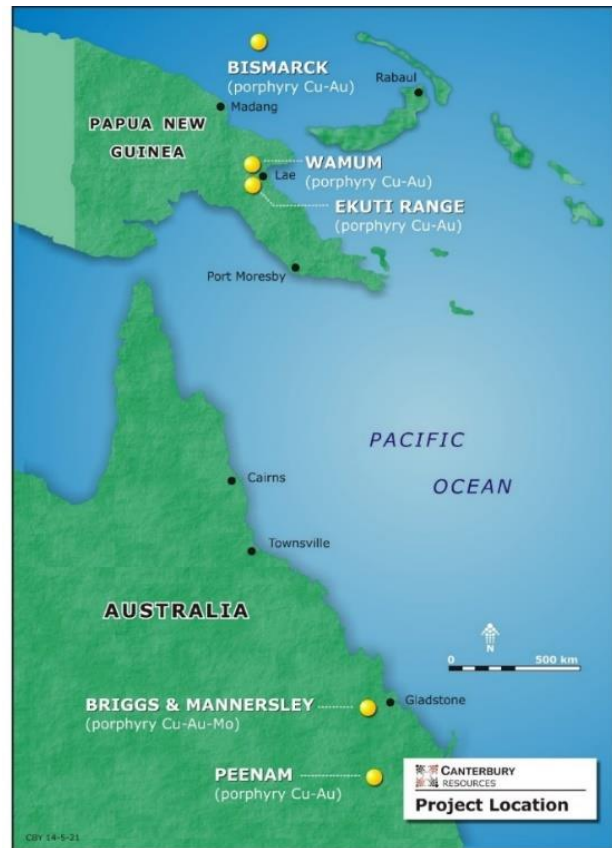 BISMARCK
(porphyry Cu-Au)
Rabaul
Madang
PAPUA NEW
GUINEA
WAMUM
(porphyry Cu-Au)
Lae
EKUTI RANGE
(porphyry Cu-Au)
Port Moresby
PACIFIC
OCEAN
Cairns
Townsville
AUSTRALIA
N
0 500 km
BRIGGS & MANNERSLEY
(porphyry Cu-Au-Mo)
Gladstone
PEENAM
(porphyry Cu-Au)
CANTERBURY
RESOURCES
Project Location
CBY 14-5-21